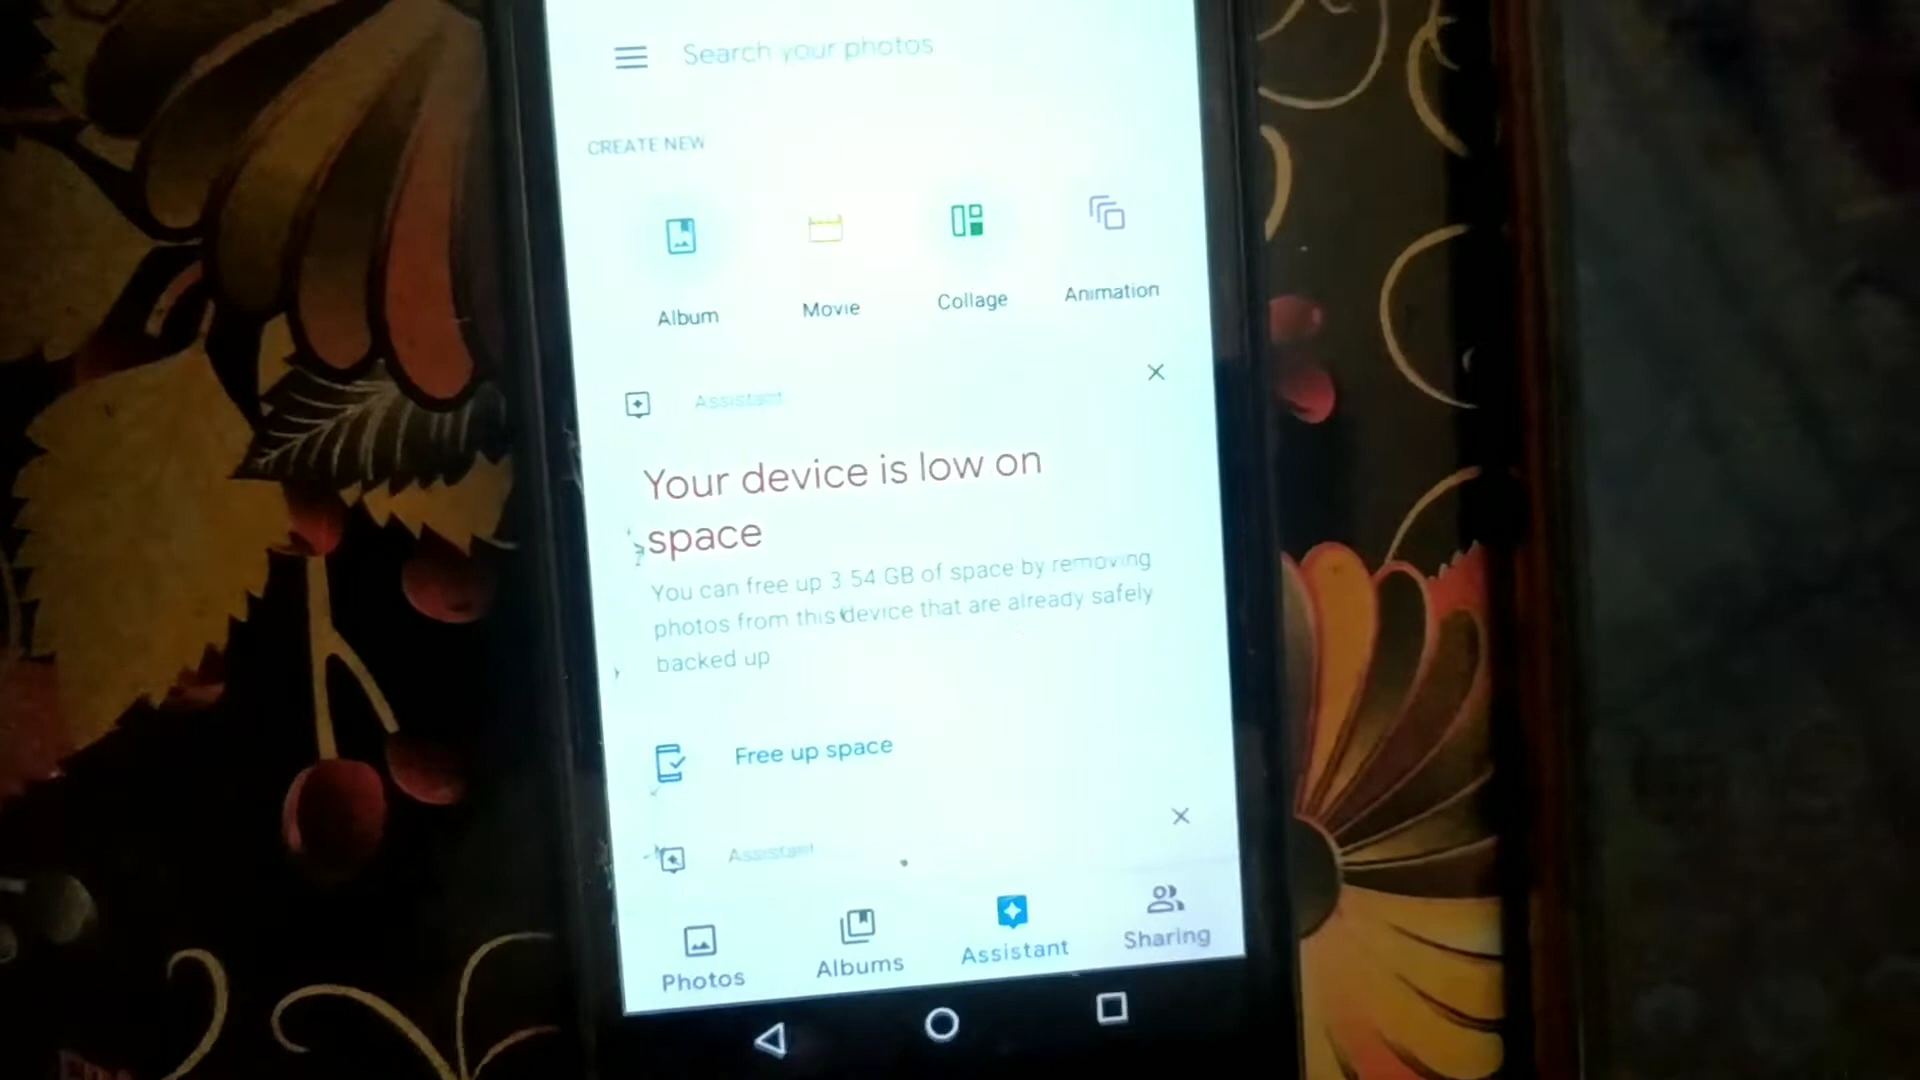 Search your photos
CREATE NEW
Album Movie Collage Animation
Assistant
Your device is low on
space
You can free up 3.54 GB of space by removing
photos from this device that are already safely
backed up
Free up space
Assistant
Photos Albums Assistant Sharing